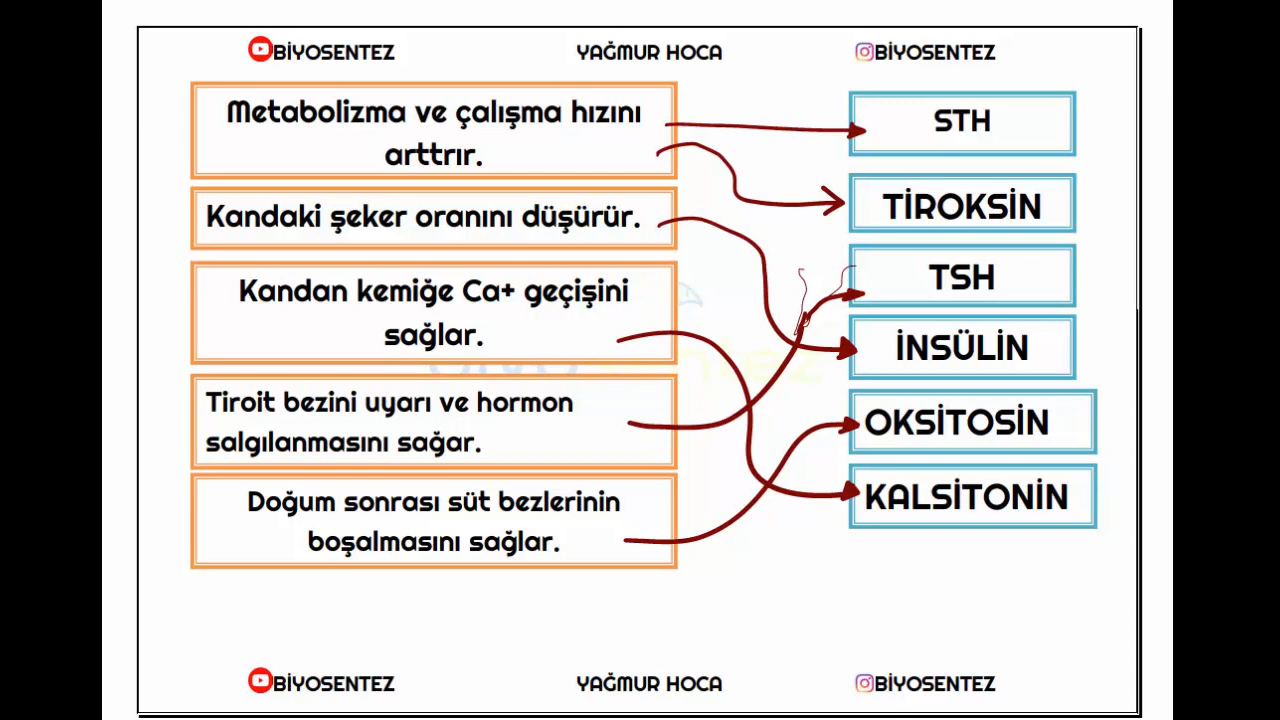 BİYOSENTEZ YAĞMUR HOCA BİYOSENTEZ
Metabolizma ve çalışma hızını
arttrır.
STH
Kandaki şeker oranını düşürür.
TİROKSİN
Kandan kemiğe Ca+ geçişini
sağlar.
TSH
İNSÜLİN
Tiroit bezini uyarı ve hormon
salgılanmasını sağar.
OKSİTOSİN
Doğum sonrası süt bezlerinin
boşalmasını sağlar.
KALSİTONİN
BİYOSENTEZ YAĞMUR HOCA BİYOSENTEZ